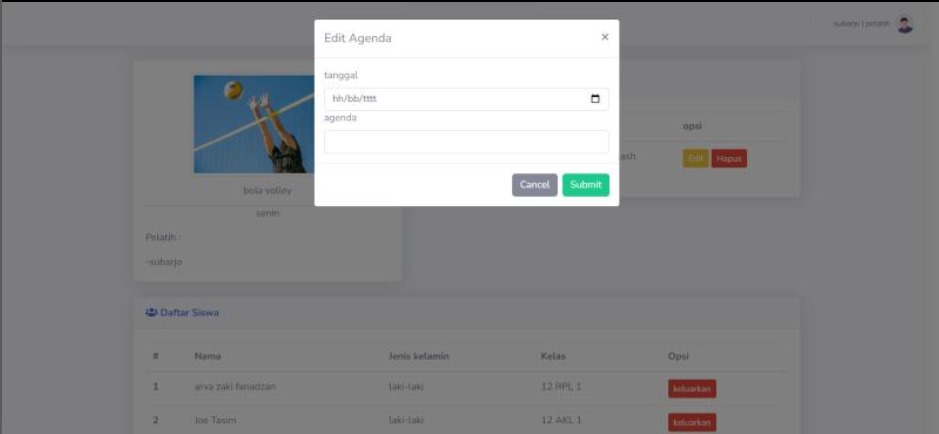 subarjo | pelatih
Edit Agenda ×
tanggal
hh/bb/tttt
agenda
Cancel Submit
opsi
ash Edit Hapus
bola volley
senin
Pelatih :
-subarjo
Daftar Siswa
# Nama Jenis kelamin Kelas Opsi
1 arva zaki fanadzan laki-laki 12 RPL 1 keluarkan
2 Joo Tasim laki-laki 12 AKL 1 keluarkan